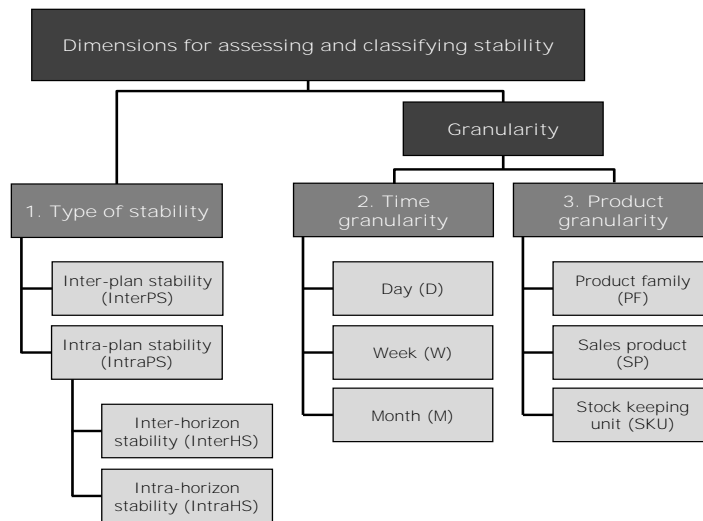 Dimensions for assessing and classifying stability
Granularity
1. Type of stability
2. Time
granularity
3. Product
granularity
Inter-plan stability
(InterPS)
Intra-plan stability
(IntraPS)
Inter-horizon
stability (InterHS)
Intra-horizon
stability (IntraHS)
Day (D)
Week (W)
Month (M)
Product family
(PF)
Sales product
(SP)
Stock keeping
unit (SKU)